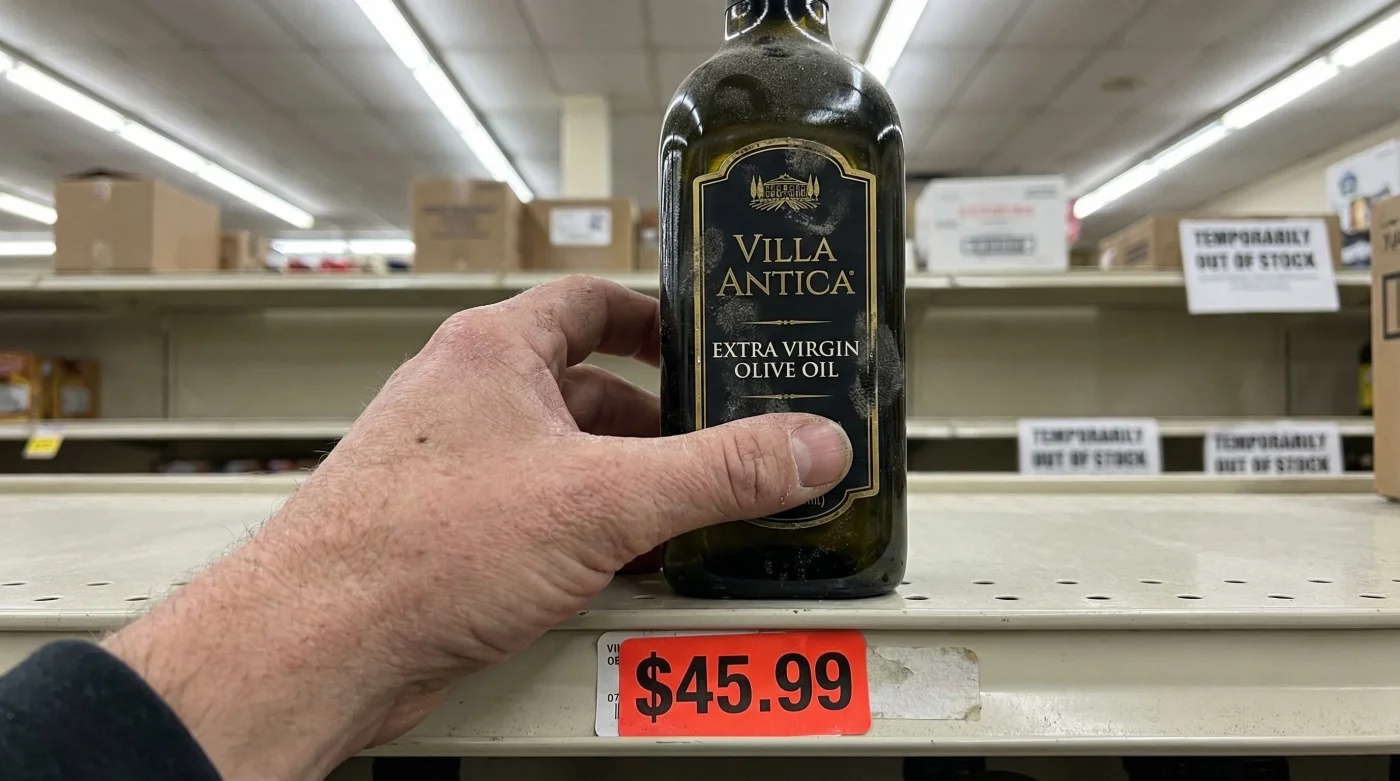 VILLA
ANTICA®
EXTRA VIRGIN
OLIVE OIL
TEMPORARILY
OUT OF STOCK
TEMPORARILY
OUT OF STOCK
TEMPORARILY
OUT OF STOCK
$45.99